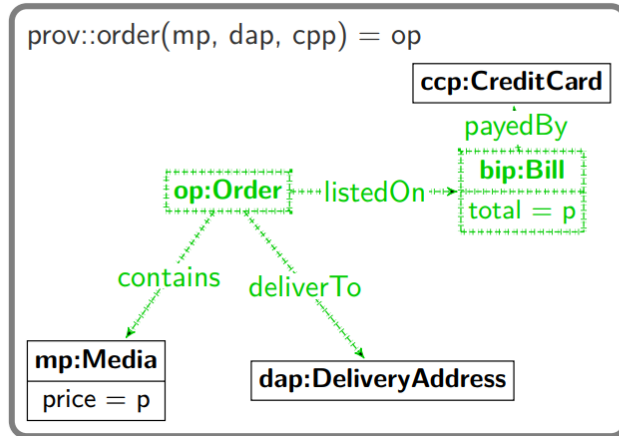 prov::order(mp, dap, cpp) = op
ccp:CreditCard
payedBy
bip:Bill
op:Order
listedOn
total = p
contains
deliverTo
mp:Media
dap:DeliveryAddress
price = p